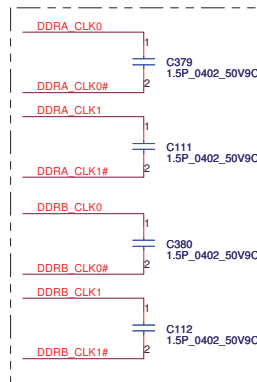 DDRA_CLK0
1
C379
1.5P_0402_50V9C
2
DDRA_CLK0#
DDRA_CLK1
1
C111
1.5P_0402_50V9C
2
DDRA_CLK1#
DDRB_CLK0
1
C380
1.5P_0402_50V9C
2
DDRB_CLK0#
DDRB_CLK1
1
C112
1.5P_0402_50V9C
2
DDRB_CLK1#